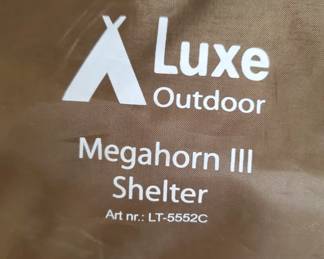 Luxe
Outdoor
Megahorn III
Shelter
Art nr.: LT-5552C